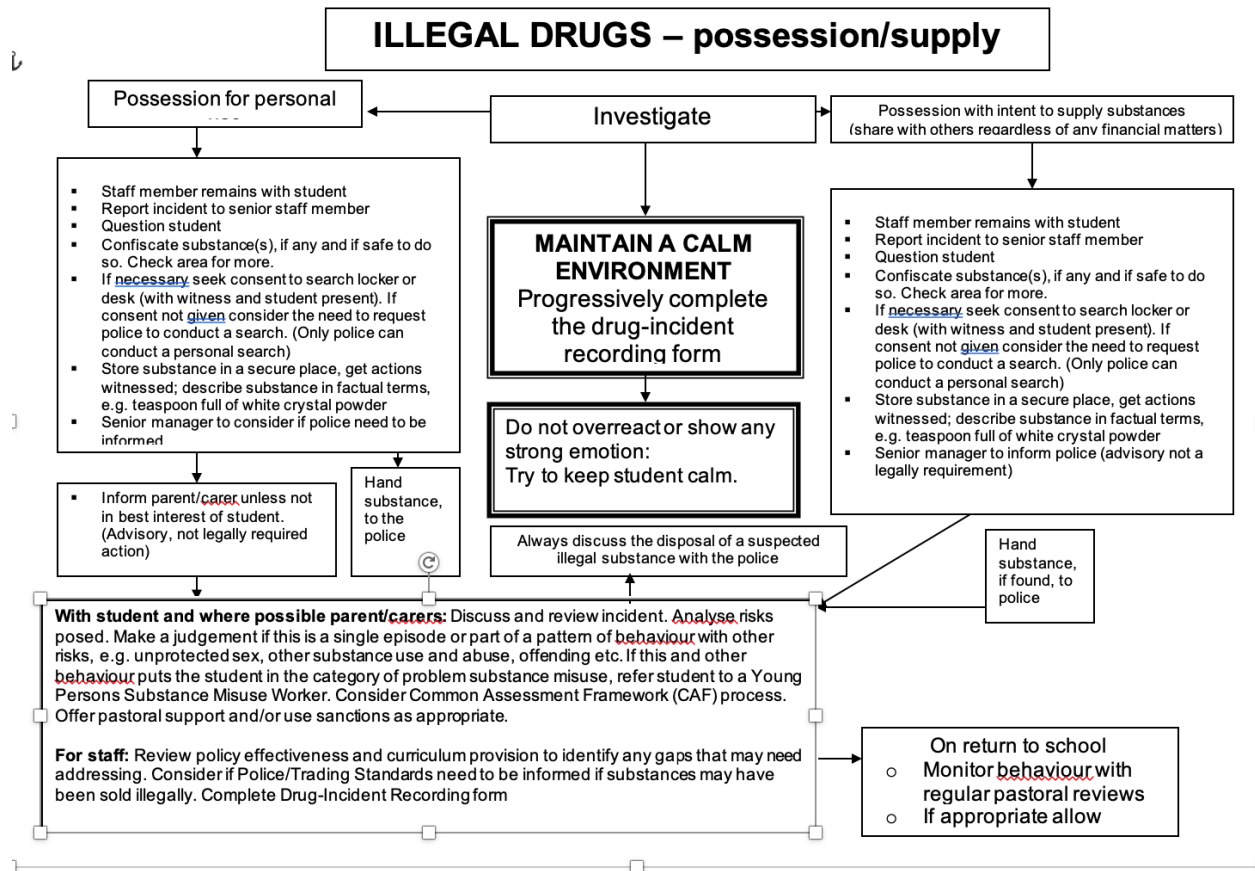 ILLEGAL DRUGS – possession/supply
Possession for personal
Investigate
Possession with intent to supply substances
(share with others regardless of any financial matters)
▪ Staff member remains with student
▪ Report incident to senior staff member
▪ Question student
▪ Confiscate substance(s), if any and if safe to do
so. Check area for more.
▪ If necessary seek consent to search locker or
desk (with witness and student present). If
consent not given consider the need to request
police to conduct a search. (Only police can
conduct a personal search)
▪ Store substance in a secure place, get actions
witnessed; describe substance in factual terms,
e.g. teaspoon full of white crystal powder
▪ Senior manager to consider if police need to be
informed
MAINTAIN A CALM
ENVIRONMENT
Progressively complete
the drug-incident
recording form
▪ Staff member remains with student
▪ Report incident to senior staff member
▪ Question student
▪ Confiscate substance(s), if any and if safe to do
so. Check area for more.
▪ If necessary seek consent to search locker or
desk (with witness and student present). If
consent not given consider the need to request
police to conduct a search. (Only police can
conduct a personal search)
▪ Store substance in a secure place, get actions
witnessed; describe substance in factual terms,
e.g. teaspoon full of white crystal powder
▪ Senior manager to inform police (advisory not a
legally requirement)
Do not overreact or show any
strong emotion:
Try to keep student calm.
▪ Inform parent/carer unless not
in best interest of student.
(Advisory, not legally required
action)
Hand
substance,
to the
police
Always discuss the disposal of a suspected
illegal substance with the police
Hand
substance,
if found, to
police
With student and where possible parent/carers: Discuss and review incident. Analyse risks
posed. Make a judgement if this is a single episode or part of a pattern of behaviour with other
risks, e.g. unprotected sex, other substance use and abuse, offending etc. If this and other
behaviour puts the student in the category of problem substance misuse, refer student to a Young
Persons Substance Misuse Worker. Consider Common Assessment Framework (CAF) process.
Offer pastoral support and/or use sanctions as appropriate.
For staff: Review policy effectiveness and curriculum provision to identify any gaps that may need
addressing. Consider if Police/Trading Standards need to be informed if substances may have
been sold illegally. Complete Drug-Incident Recording form
On return to school
o Monitor behaviour with
regular pastoral reviews
o If appropriate allow